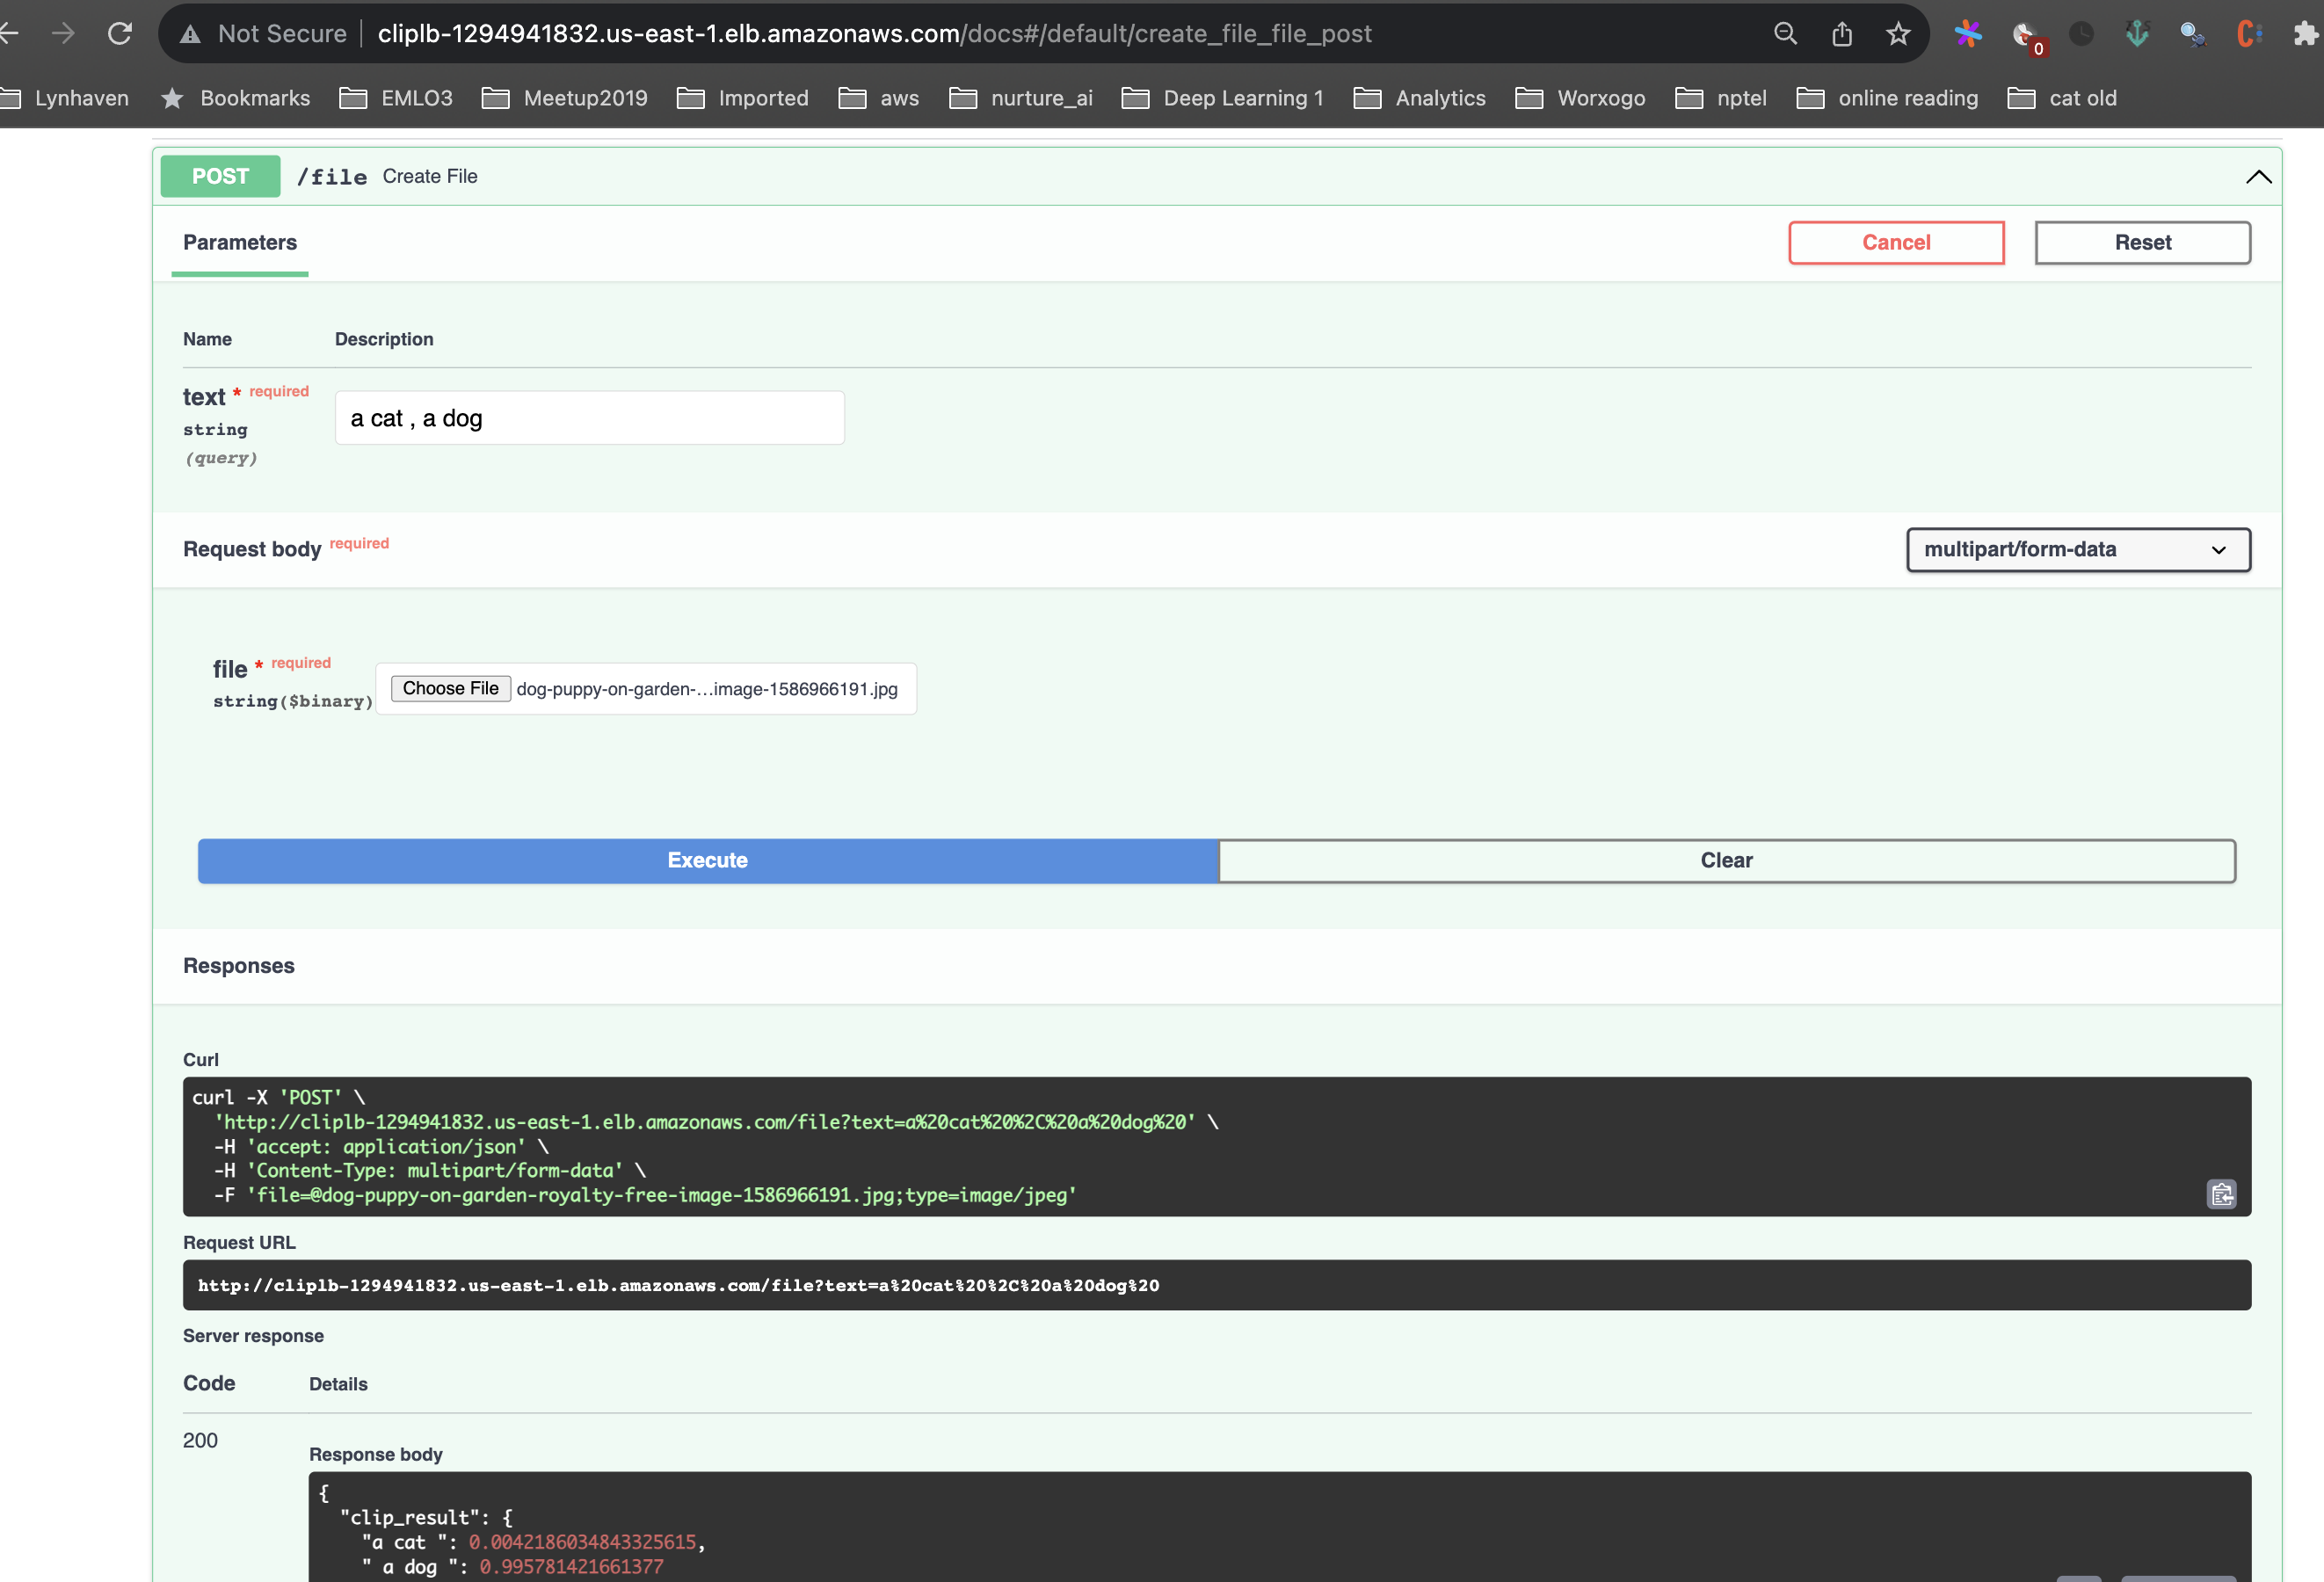 Not Secure cliplb-1294941832.us-east-1.elb.amazonaws.com/docs#/default/create_file_file_post
0
Lynhaven Bookmarks EMLO3 Meetup2019 Imported aws nurture_ai Deep Learning 1 Analytics Worxogo nptel online reading cat old
POST /file Create File
Parameters Cancel Reset
Name Description
text * required a cat , a dog
string
(query)
Request body required multipart/form-data
file * required
string($binary) Choose File dog-puppy-on-garden-...image-1586966191.jpg
Execute Clear
Responses
Curl
curl -X 'POST' \
'http://cliplb-1294941832.us-east-1.elb.amazonaws.com/file?text=a%20cat%20%2C%20a%20dog%20' \
-H 'accept: application/json' \
-H 'Content-Type: multipart/form-data' \
-F 'file=@dog-puppy-on-garden-royalty-free-image-1586966191.jpg;type=image/jpeg'
Request URL
http://cliplb-1294941832.us-east-1.elb.amazonaws.com/file?text=a%20cat%20%2C%20a%20dog%20
Server response
Code Details
200
Response body
{
"clip_result": {
"a cat ": 0.0042186034843325615,
" a dog ": 0.995781421661377